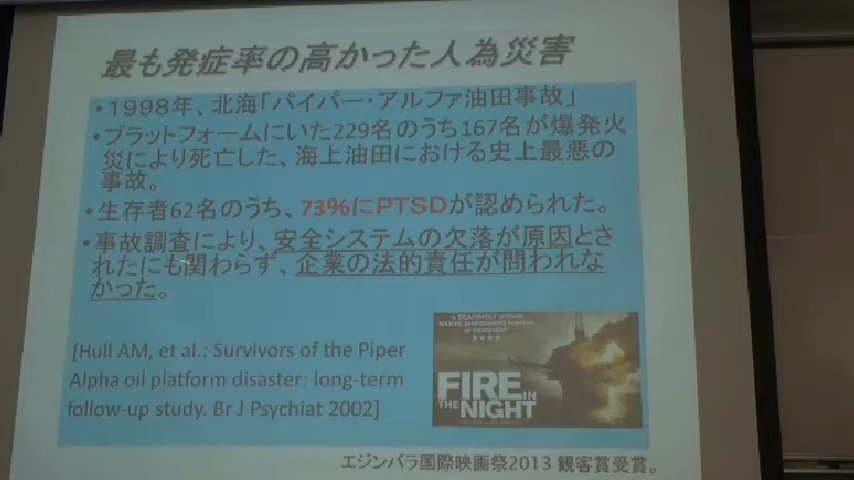 最も発症率の高かった人為災害
・1998年、北海「パイパー・アルファ油田事故」
・プラットフォームにいた229名のうち167名が爆発火
災により死亡した、海上油田における史上最悪の
事故。
・生存者62名のうち、73%にPTSDが認められた。
・事故調査により、安全システムの欠落が原因とさ
れたにも関わらず、企業の法的責任が問われな
かった。
[Hull AM, et al.: Survivors of the Piper
Alpha oil platform disaster: long-term
follow-up study. Br J Psychiat 2002]
FIRE IN
THE NIGHT
エジンバラ国際映画祭2013 観客賞受賞。